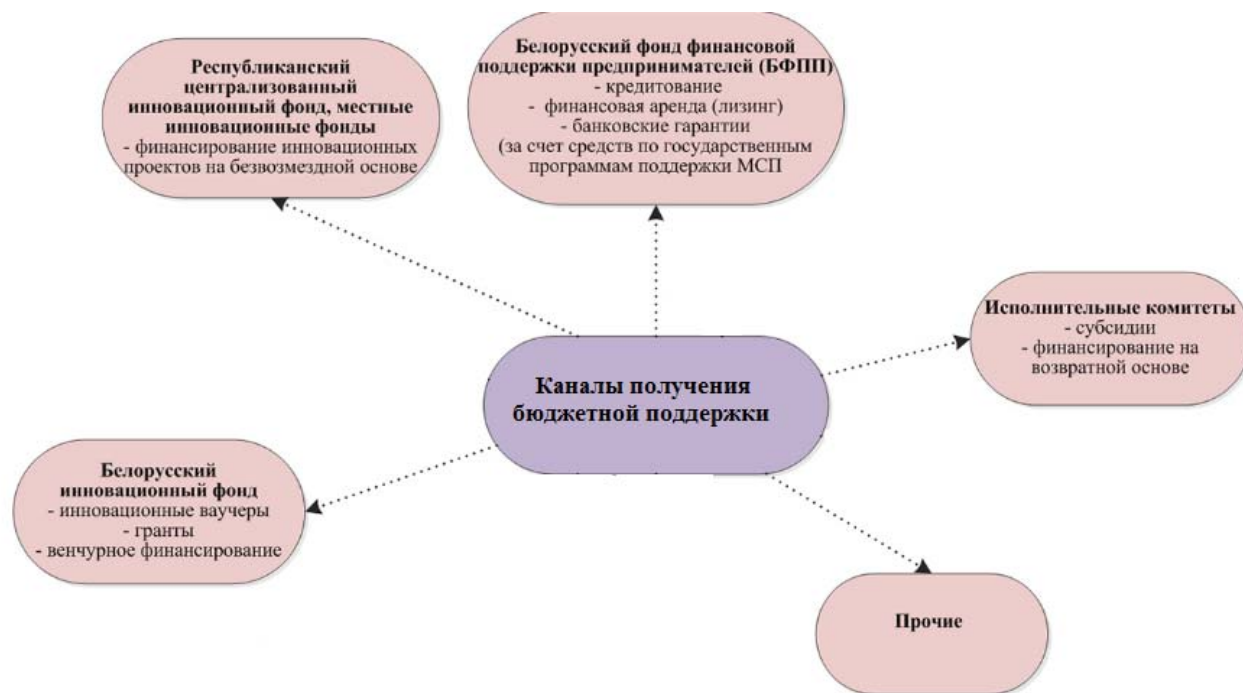 Республиканский
централизованный
инновационный фонд, местные
инновационные фонды
- финансирование инновационных
проектов на безвозмездной основе
Белорусский фонд финансовой
поддержки предпринимателей (БФПП)
- кредитование
- финансовая аренда (лизинг)
- банковские гарантии
(за счет средств по государственным
программам поддержки МСП
Исполнительные комитеты
- субсидии
- финансирование на
возвратной основе
Каналы получения
бюджетной поддержки
Белорусский
инновационный фонд
- инновационные ваучеры
- гранты
- венчурное финансирование
Прочие